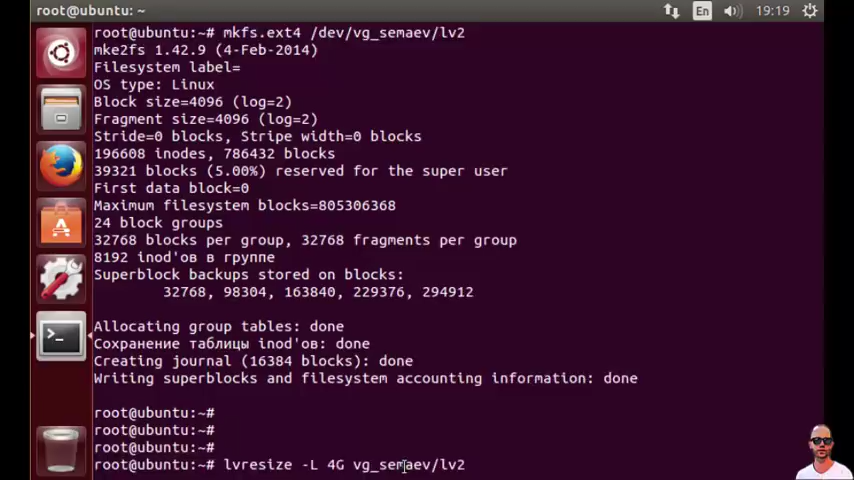 root@ubuntu: ~
En
19:19
root@ubuntu:~# mkfs.ext4 /dev/vg_semaev/lv2
mke2fs 1.42.9 (4-Feb-2014)
Filesystem label=
OS type: Linux
Block size=4096 (log=2)
Fragment size=4096 (log=2)
Stride=0 blocks, Stripe width=0 blocks
196608 inodes, 786432 blocks
39321 blocks (5.00%) reserved for the super user
First data block=0
Maximum filesystem blocks=805306368
24 block groups
32768 blocks per group, 32768 fragments per group
8192 inod'ов в группе
Superblock backups stored on blocks:
32768, 98304, 163840, 229376, 294912
Allocating group tables: done
Сохранение таблицы inod'ов: done
Creating journal (16384 blocks): done
Writing superblocks and filesystem accounting information: done
root@ubuntu:~#
root@ubuntu:~#
root@ubuntu:~#
root@ubuntu:~# lvresize -L 4G vg_semaev/lv2